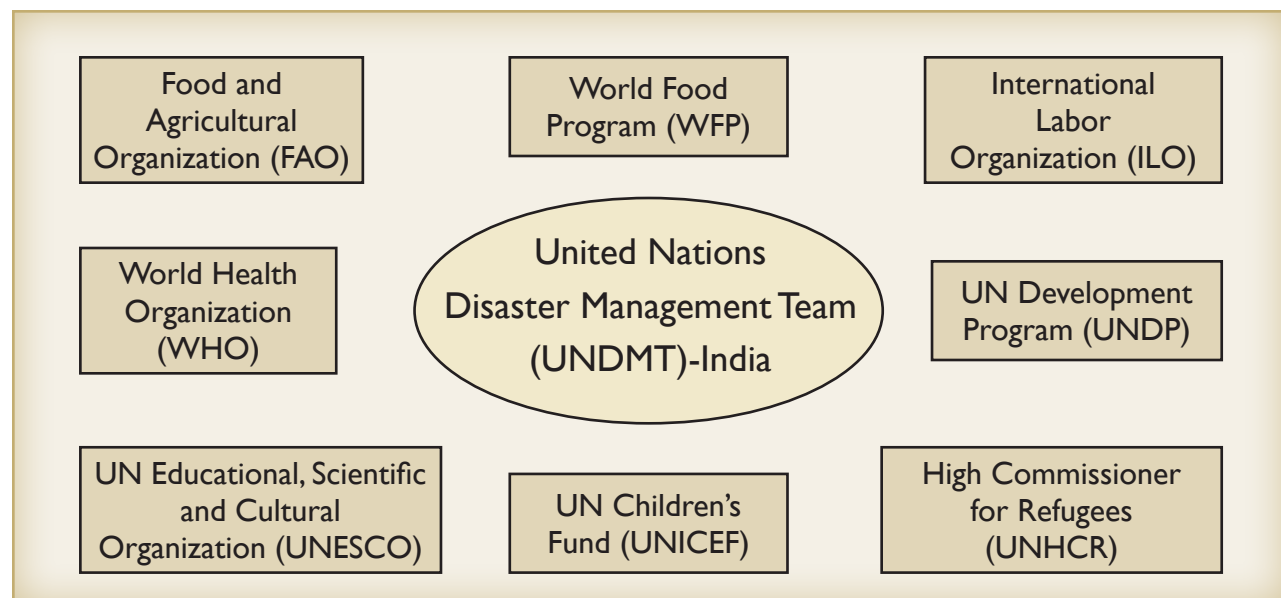 Food and
Agricultural
Organization (FAO)
World Food
Program (WFP)
International
Labor
Organization (ILO)
World Health
Organization
(WHO)
United Nations
Disaster Management Team
(UNDMT)-India
UN Development
Program (UNDP)
UN Educational, Scientific
and Cultural
Organization (UNESCO)
UN Children’s
Fund (UNICEF)
High Commissioner
for Refugees
(UNHCR)